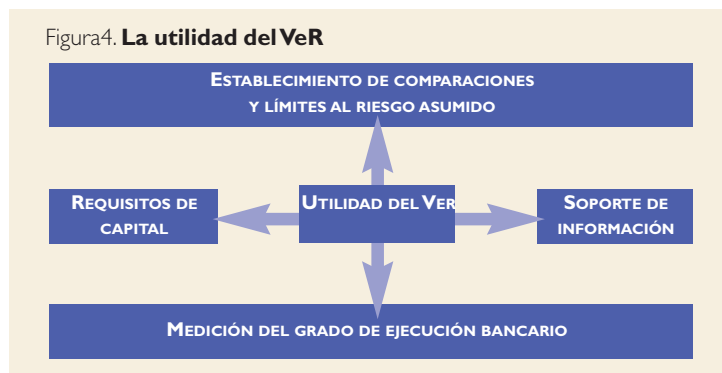 Figura4. La utilidad del VeR
ESTABLECIMIENTO DE COMPARACIONES
Y LÍMITES AL RIESGO ASUMIDO
REQUISITOS DE
CAPITAL
UTILIDAD DEL VER
SOPORTE DE
INFORMACIÓN
MEDICIÓN DEL GRADO DE EJECUCIÓN BANCARIO